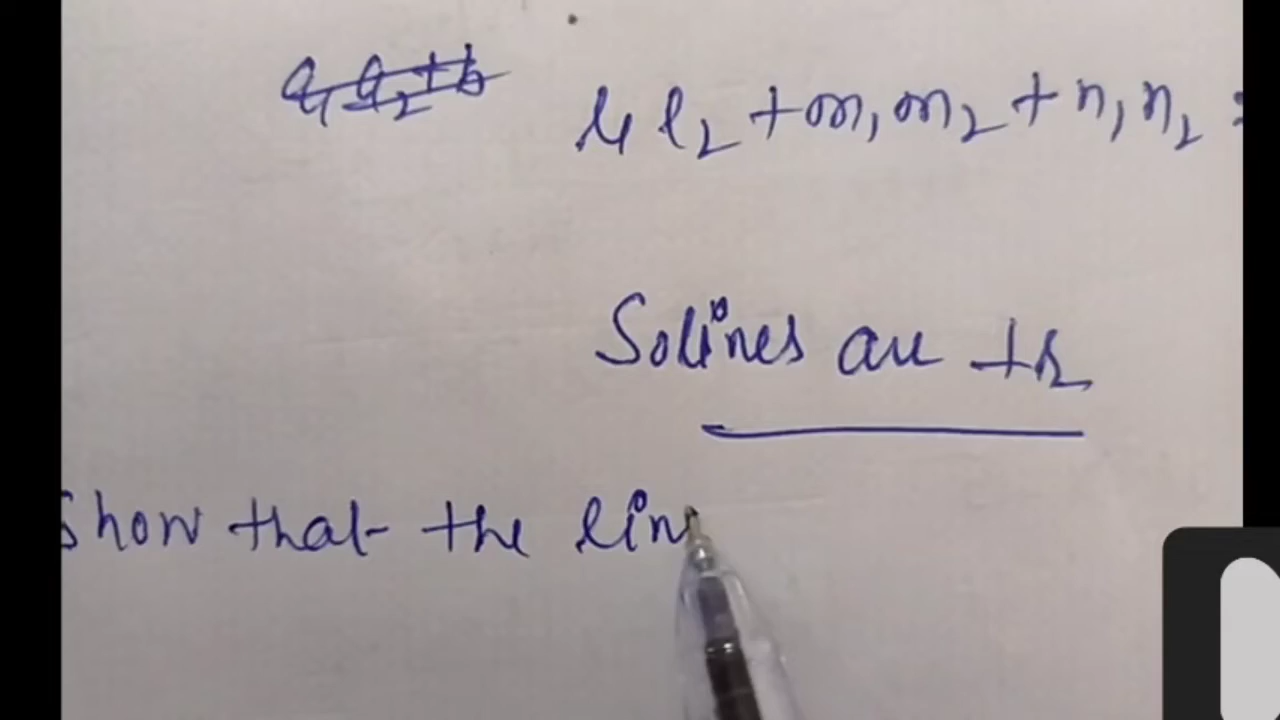 l₁ l₂ + m₁ m₂ + n₁ n₂ =
So lines are ⊥r
Show that the lin